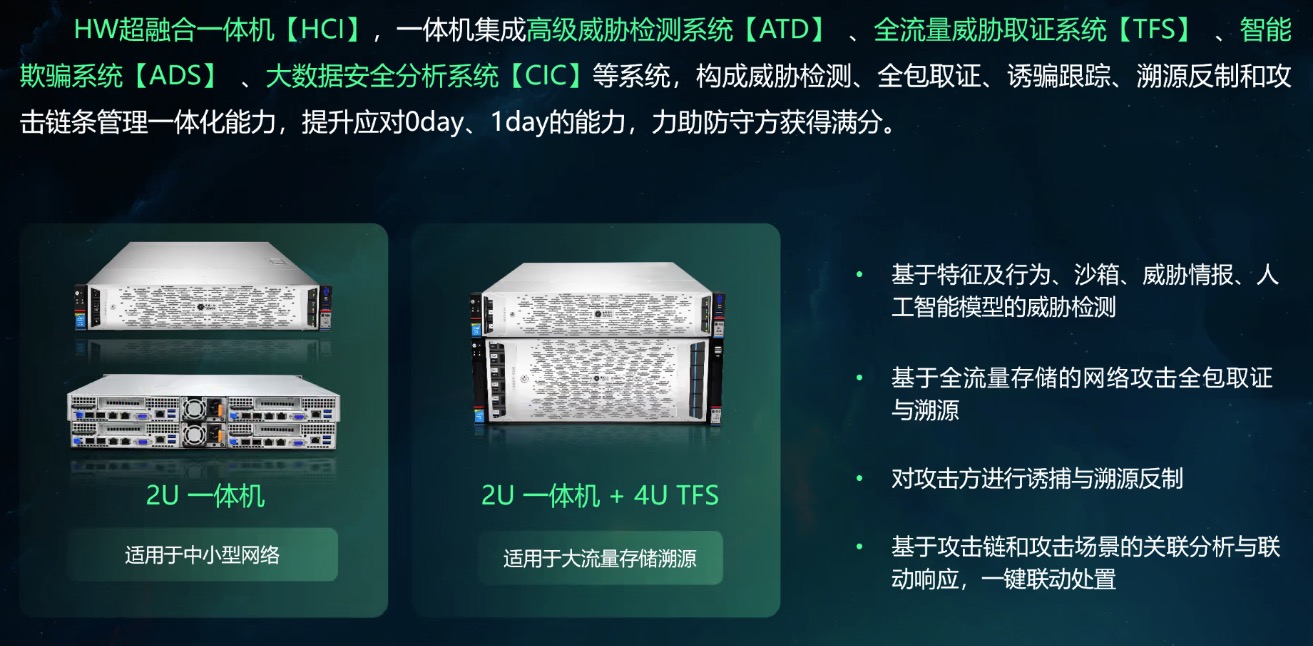 HW超融合一体机【HCI】，一体机集成高级威胁检测系统【ATD】 、全流量威胁取证系统【TFS】 、智能
欺骗系统【ADS】 、大数据安全分析系统【CIC】等系统，构成威胁检测、全包取证、诱骗跟踪、溯源反制和攻
击链条管理一体化能力，提升应对0day、1day的能力，力助防守方获得满分。
2U 一体机
适用于中小型网络
2U 一体机 + 4U TFS
适用于大流量存储溯源
• 基于特征及行为、沙箱、威胁情报、人
工智能模型的威胁检测
• 基于全流量存储的网络攻击全包取证
与溯源
• 对攻击方进行诱捕与溯源反制
• 基于攻击链和攻击场景的关联分析与联
动响应，一键联动处置